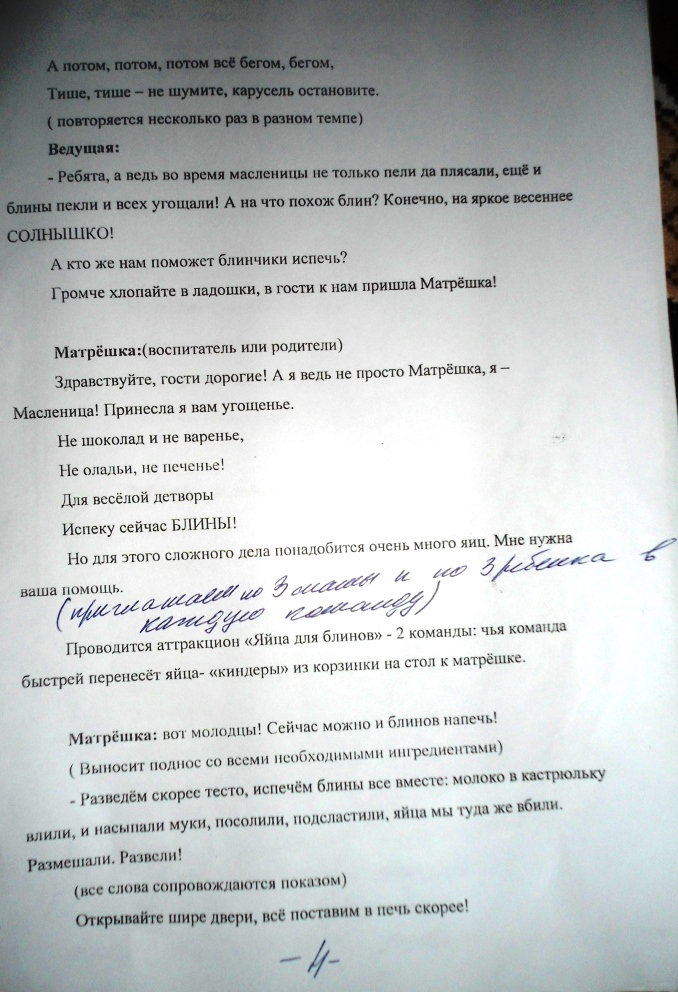 А потом, потом, потом всё бегом, бегом,
Тише, тише – не шумите, карусель остановите.
( повторяется несколько раз в разном темпе)
Ведущая:
- Ребята, а ведь во время масленицы не только пели да плясали, ещё и
блины пекли и всех угощали! А на что похож блин? Конечно, на яркое весеннее
СОЛНЫШКО!
А кто же нам поможет блинчики испечь?
Громче хлопайте в ладошки, в гости к нам пришла Матрёшка!
Матрёшка:(воспитатель или родители)
Здравствуйте, гости дорогие! А я ведь не просто Матрёшка, я –
Масленица! Принесла я вам угощенье.
Не шоколад и не варенье,
Не оладьи, не печенье!
Для весёлой детворы
Испеку сейчас БЛИНЫ!
Но для этого сложного дела понадобится очень много яиц. Мне нужна
ваша помощь.
(приглашаем по 3 мамы и по 3 ребенка в
каждую команду)
Проводится аттракцион «Яйца для блинов» - 2 команды: чья команда
быстрей перенесёт яйца- «киндеры» из корзинки на стол к матрёшке.
Матрёшка: вот молодцы! Сейчас можно и блинов напечь!
( Выносит поднос со всеми необходимыми ингредиентами)
- Разведём скорее тесто, испечём блины все вместе: молоко в кастрюльку
влили, и насыпали муки, посолили, подсластили, яйца мы туда же вбили.
Размешали. Развели!
(все слова сопровождаются показом)
Открывайте шире двери, всё поставим в печь скорее!
- 4 -